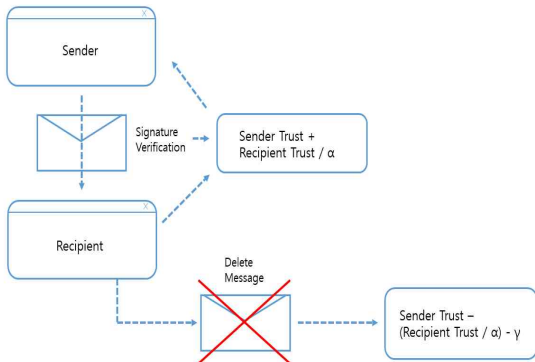 X
Sender
Signature
Verification
Sender Trust +
Recipient Trust / α
X
Recipient
Delete
Message
Sender Trust –
(Recipient Trust / α) - γ